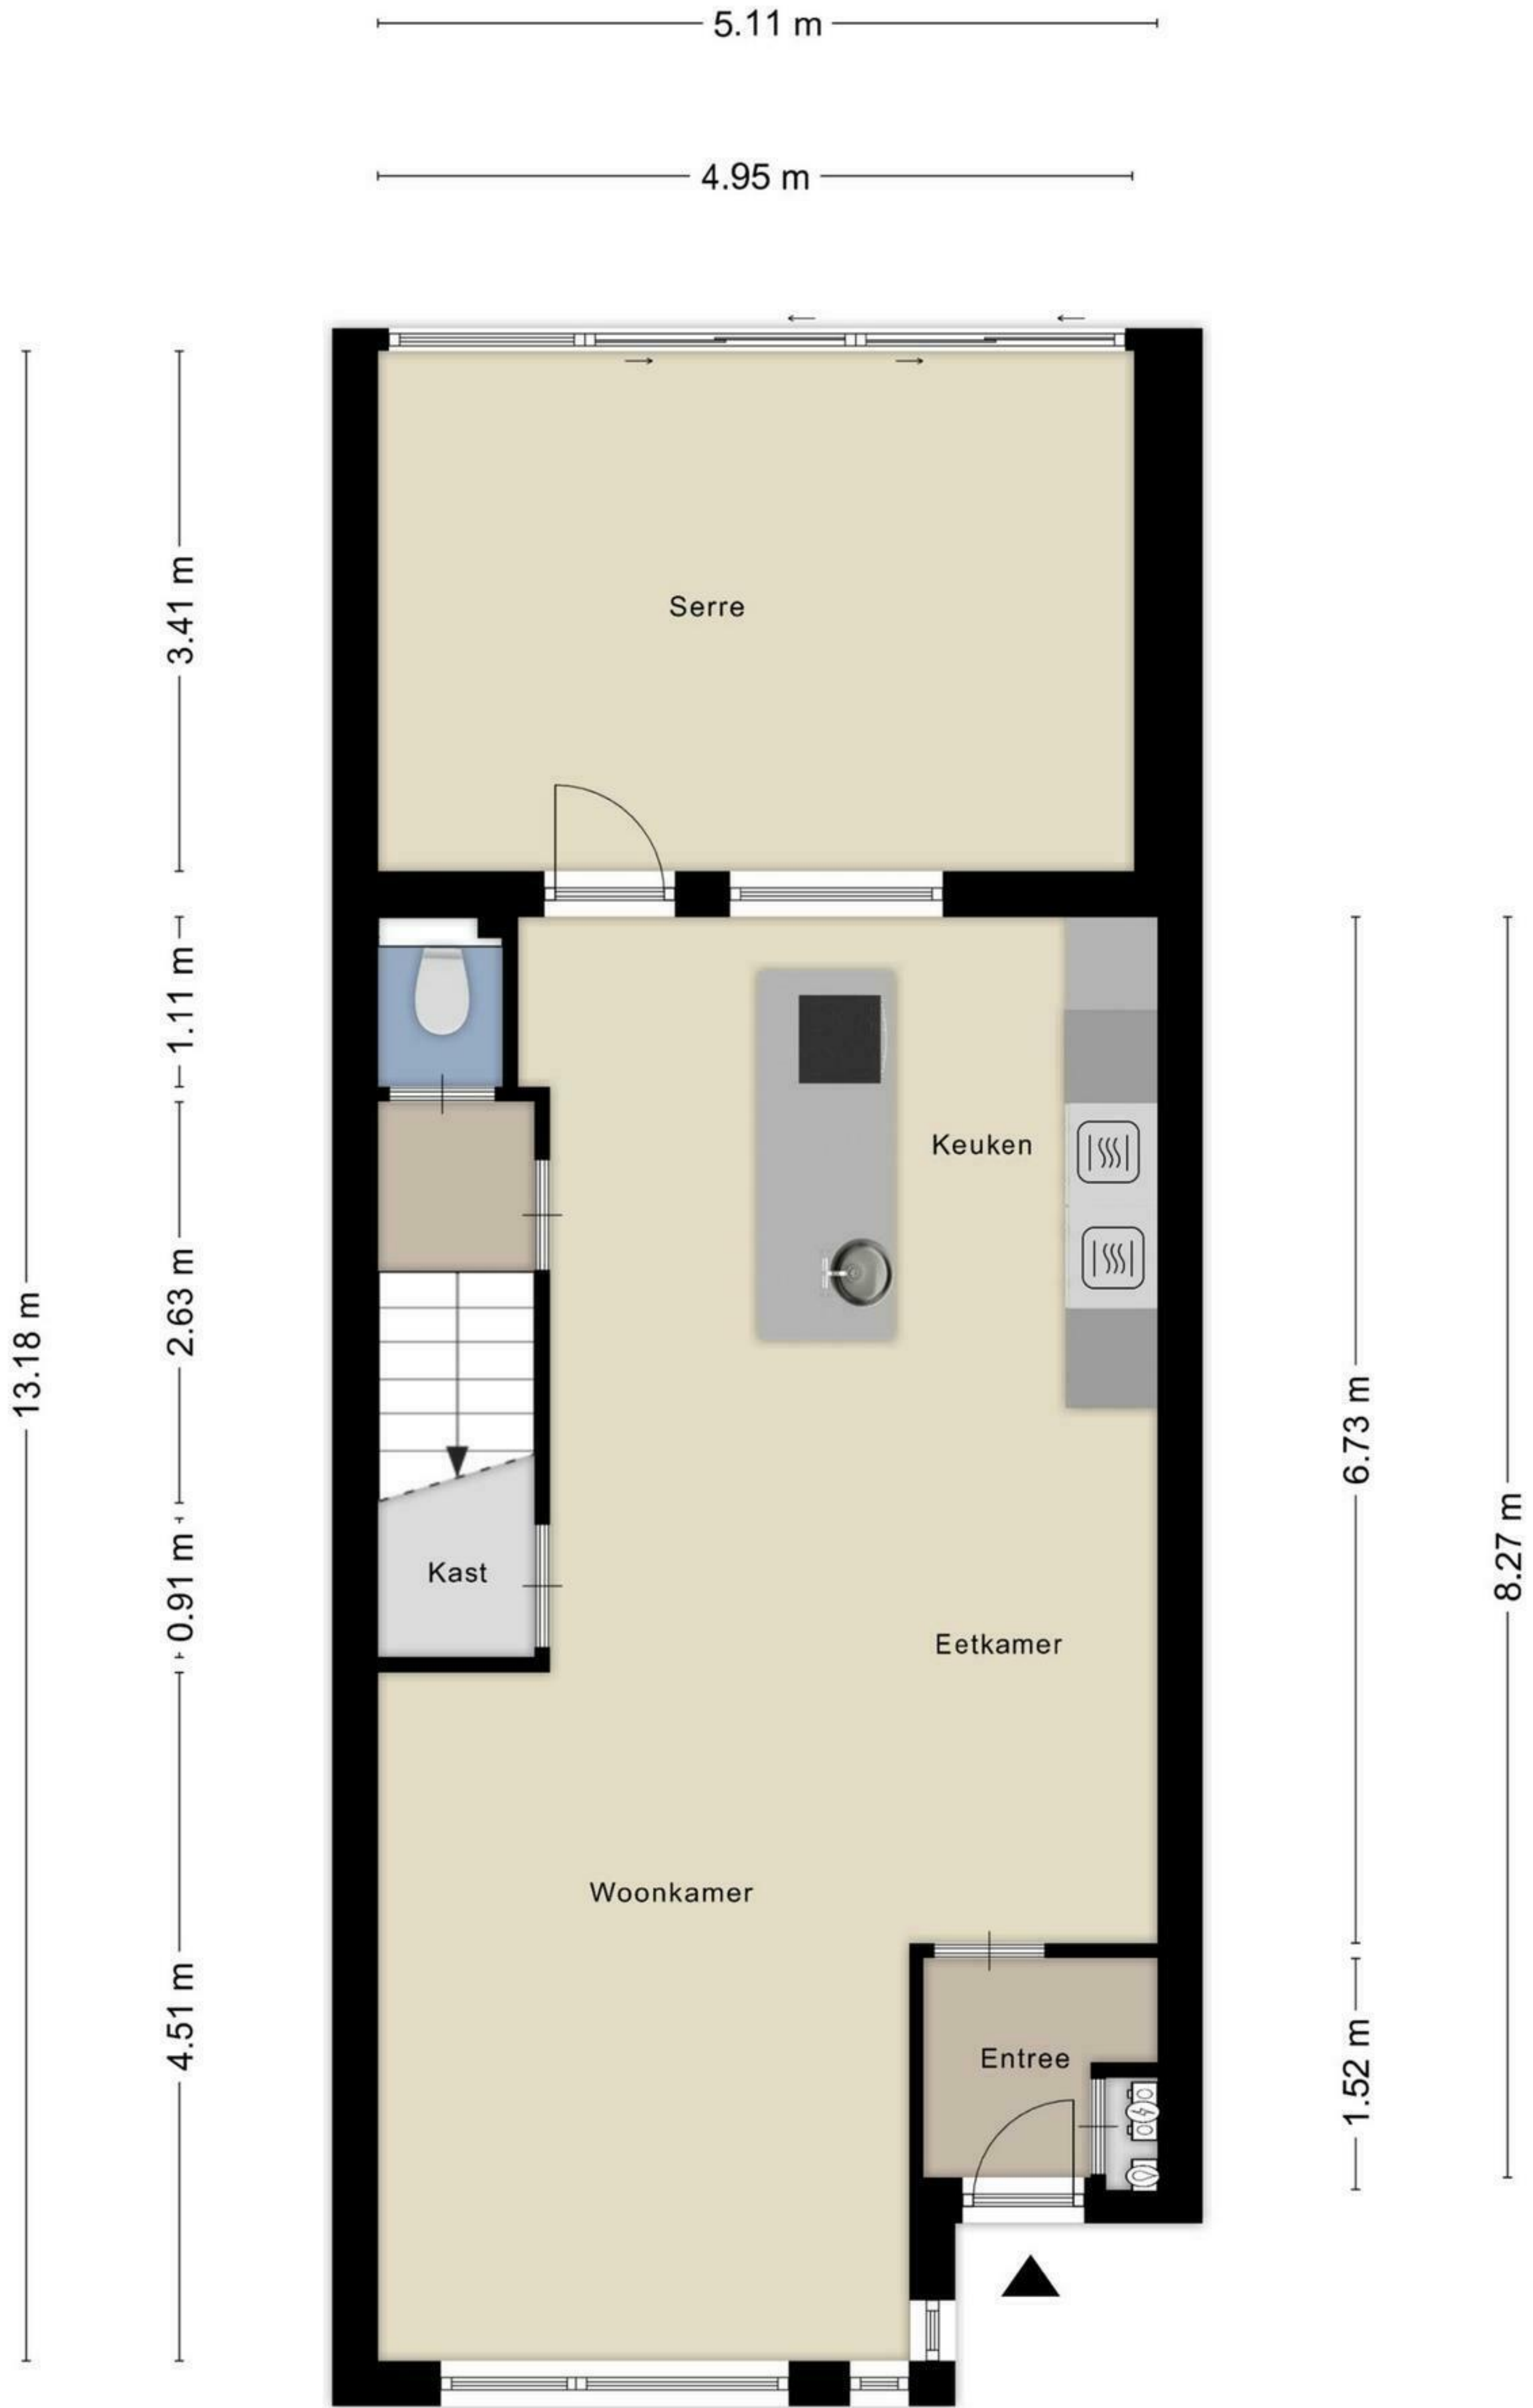 5.11 m
4.95 m
3.41 m
Serre
1.11 m
Keuken
2.63 m
13.18 m
6.73 m
8.27 m
Kast
0.91 m
Eetkamer
Woonkamer
4.51 m
Entree
1.52 m